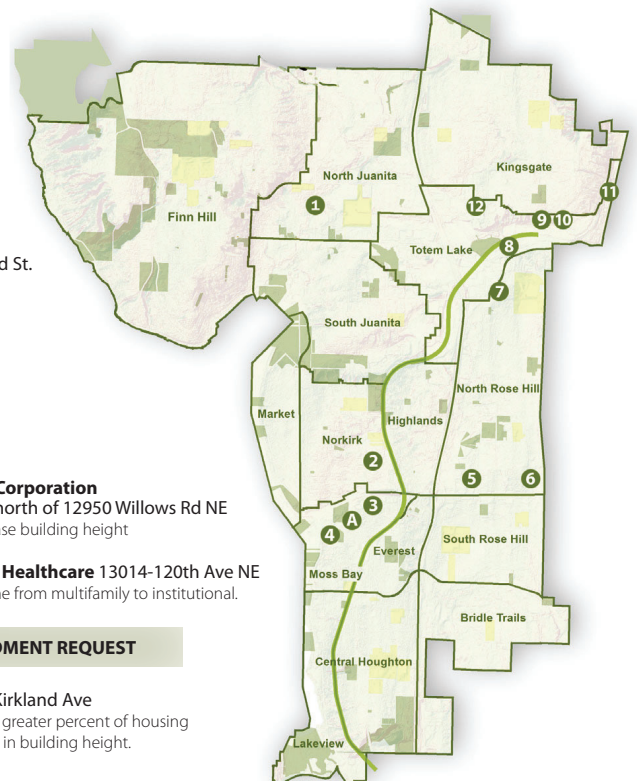 d St.
Corporation
north of 12950 Willows Rd NE
se building height
Healthcare 13014-120th Ave NE
ne from multifamily to institutional.
DMENT REQUEST
Kirkland Ave
greater percent of housing
in building height.
Kingsgate
North Juanita
11
1
12
9 10
Finn Hill
Totem Lake
8
7
South Juanita
North Rose Hill
Market
Highlands
Norkirk
2
5
6
3
A
4
South Rose Hill
Everest
Moss Bay
Bridle Trails
Central Houghton
Lakeview